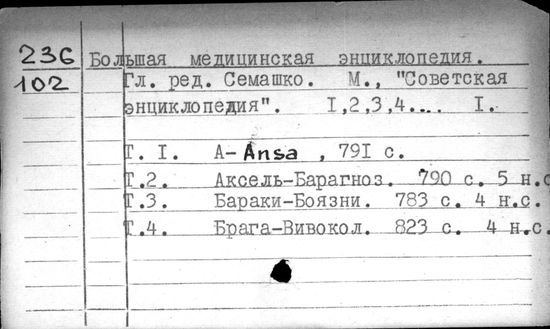 236 Большая медицинская энциклопедия.
102 Гл. ред. Семашко. М., "Советская
энциклопедия". I,2,3,4.... I.
Т. I. А-Ansa , 79I с.
Т.2. Аксель-Барагноз. 790 с. 5 н.с
Т.3. Бараки-Боязни. 783 с. 4 н.с.
Т.4. Брага-Вивокол. 823 с. 4 н.с.